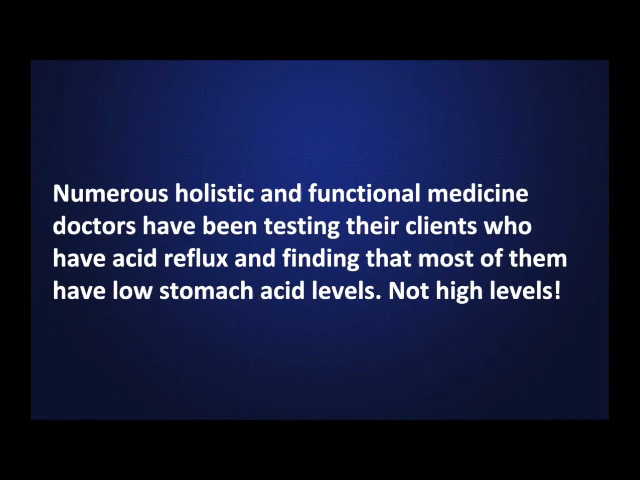 Numerous holistic and functional medicine
doctors have been testing their clients who
have acid reflux and finding that most of them
have low stomach acid levels. Not high levels!